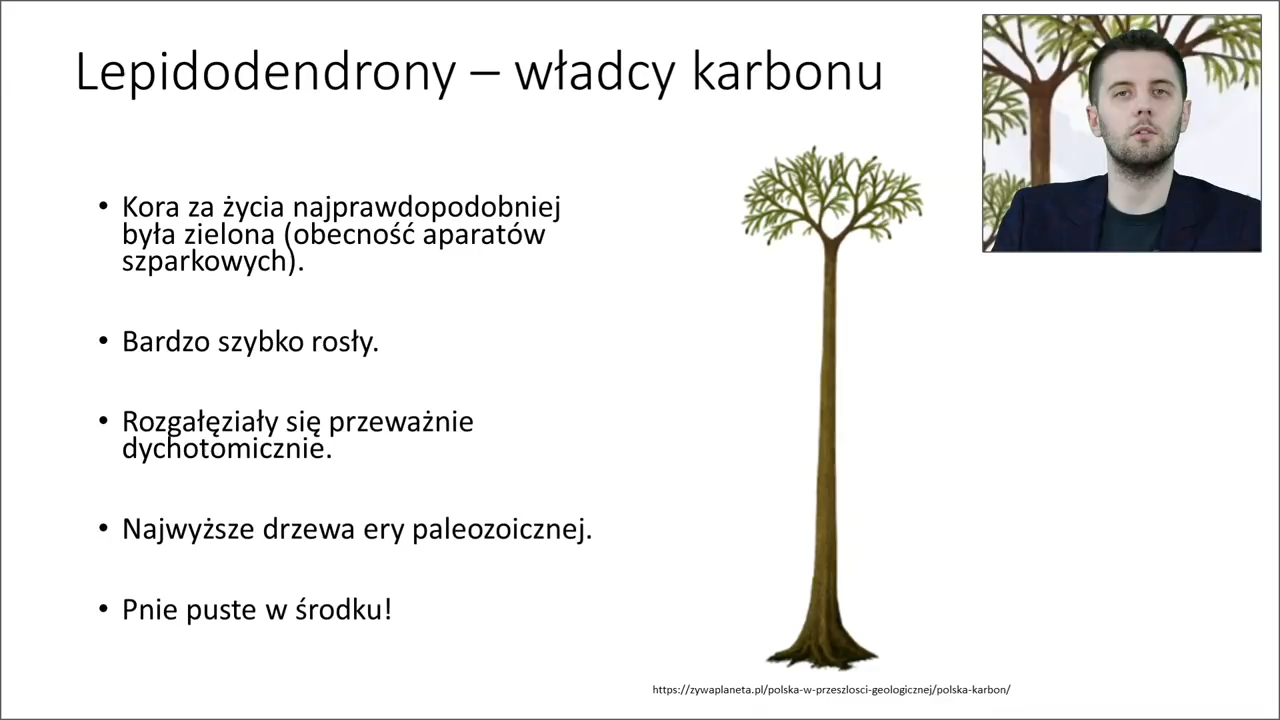 Lepidodendrony – władcy karbonu
• Kora za życia najprawdopodobniej
była zielona (obecność aparatów
szparkowych).
• Bardzo szybko rosły.
• Rozgałęziały się przeważnie
dychotomicznie.
• Najwyższe drzewa ery paleozoicznej.
• Pnie puste w środku!
https://zywaplaneta.pl/polska-w-przeszlosci-geologicznej/polska-karbon/